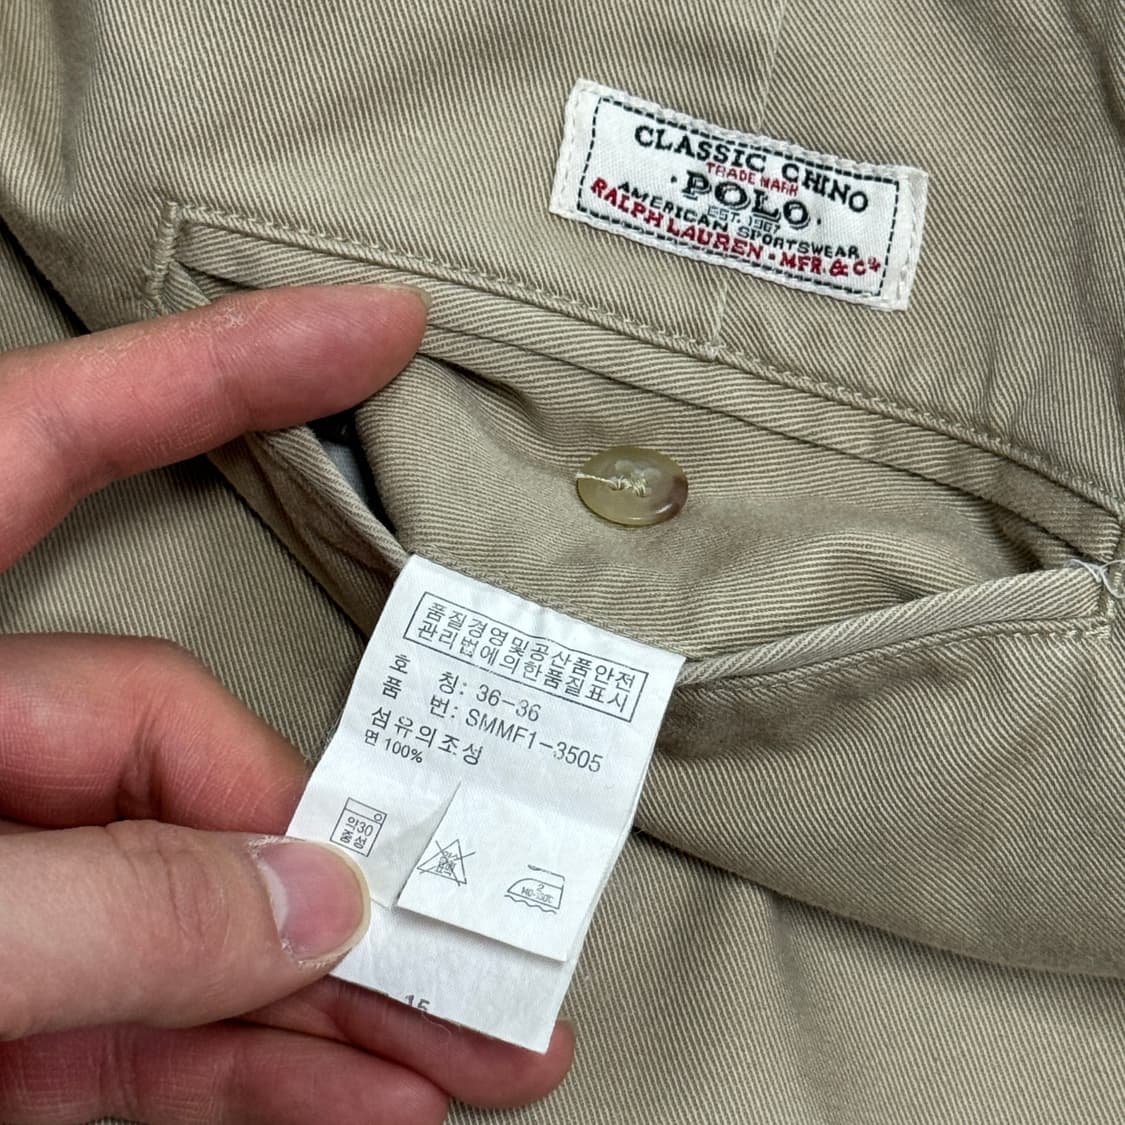 CLASSIC CHINO
TRADE MARK
·POLO·
EST. 1967
AMERICAN SPORTSWEAR
RALPH LAUREN·MFR & Cº
품질경영및공산품안전
관리법에의한품질표시
호 칭: 36-36
품 번: SMMF1-3505
섬유의조성
면 100%
약30
중성
2
15